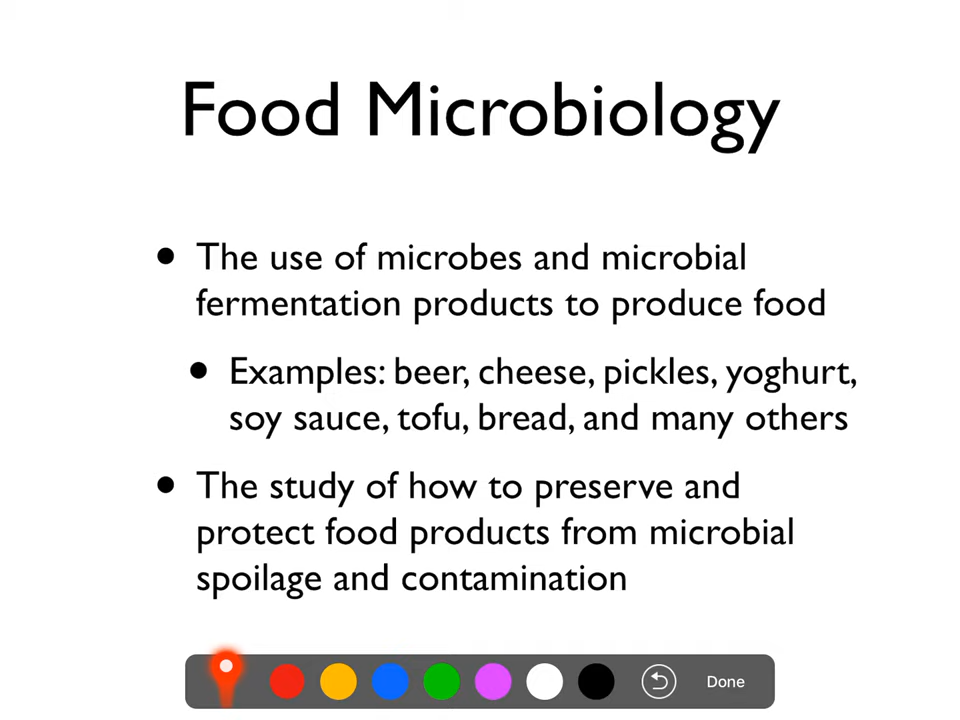 Food Microbiology
• The use of microbes and microbial
fermentation products to produce food
• Examples: beer, cheese, pickles, yoghurt,
soy sauce, tofu, bread, and many others
• The study of how to preserve and
protect food products from microbial
spoilage and contamination
Done